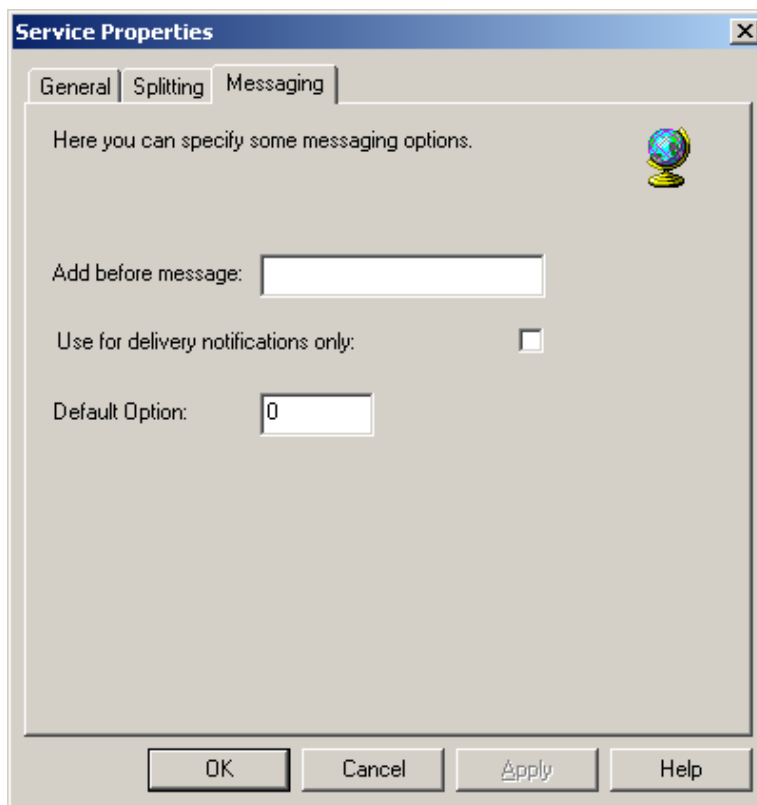 Service Properties
General Splitting Messaging
Here you can specify some messaging options.
Add before message:
Use for delivery notifications only:
Default Option: 0
OK Cancel Apply Help